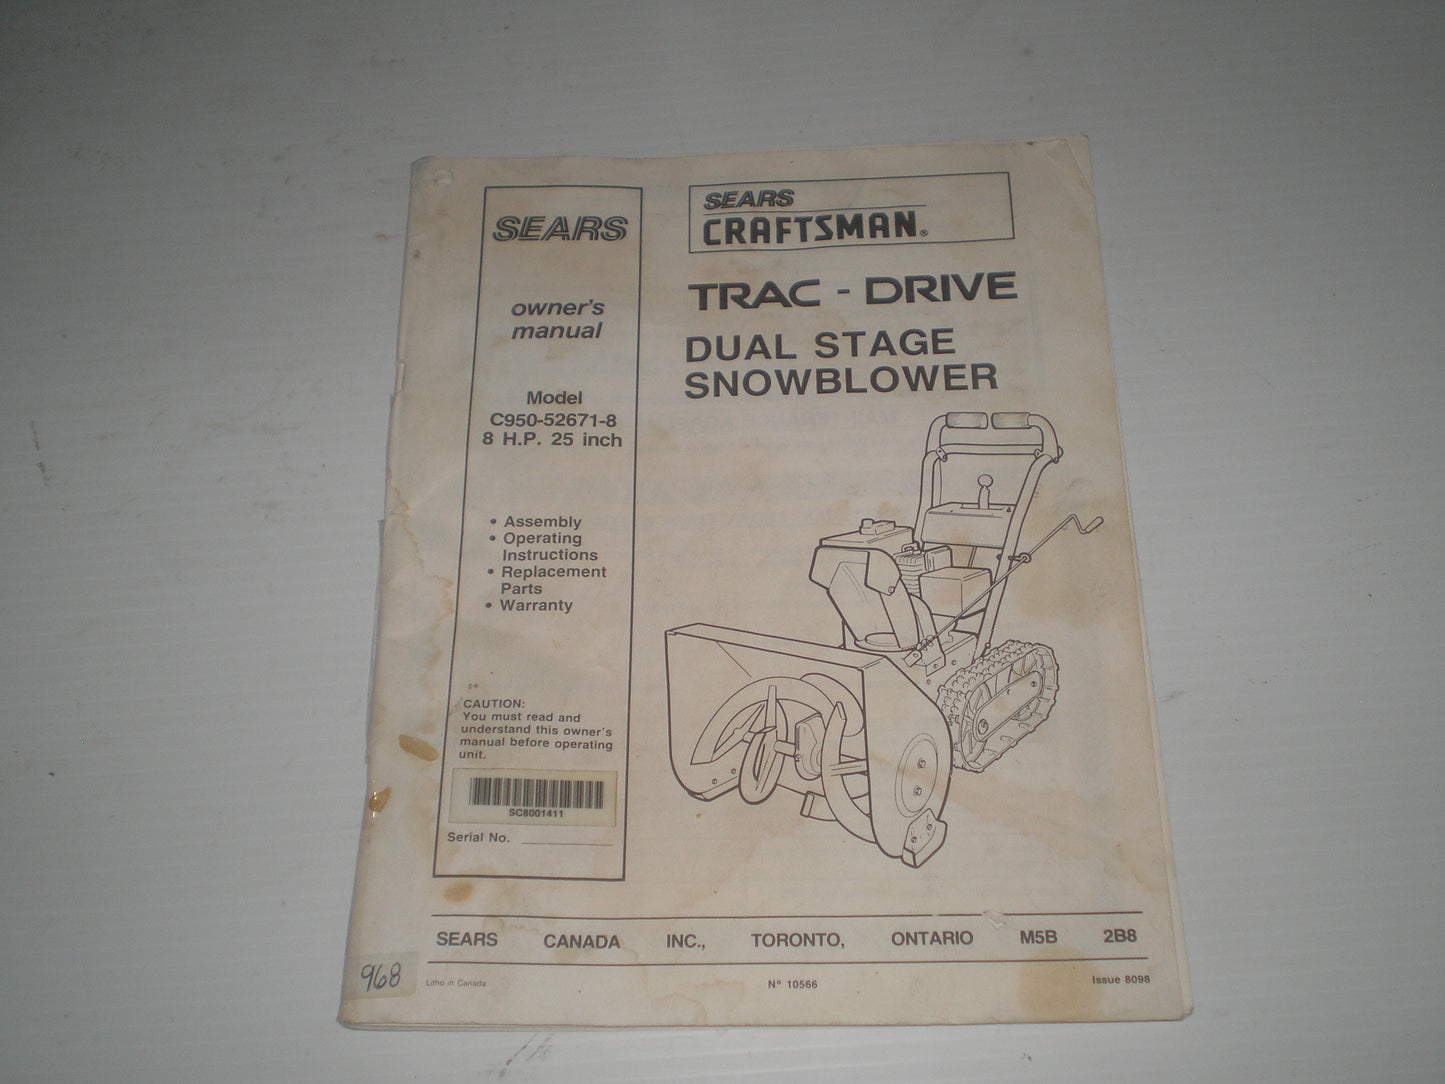 SEARS
owner's
manual
Model
C950-52671-8
8 H.P. 25 inch
• Assembly
• Operating
Instructions
• Replacement
Parts
• Warranty
CAUTION:
You must read and
understand this owner's
manual before operating
unit.
SC8001411
Serial No.
SEARS
CRAFTSMAN®
TRAC - DRIVE
DUAL STAGE
SNOWBLOWER
SEARS CANADA INC., TORONTO, ONTARIO M5B 2B8
968
Litho in Canada
N° 10566
Issue 8098